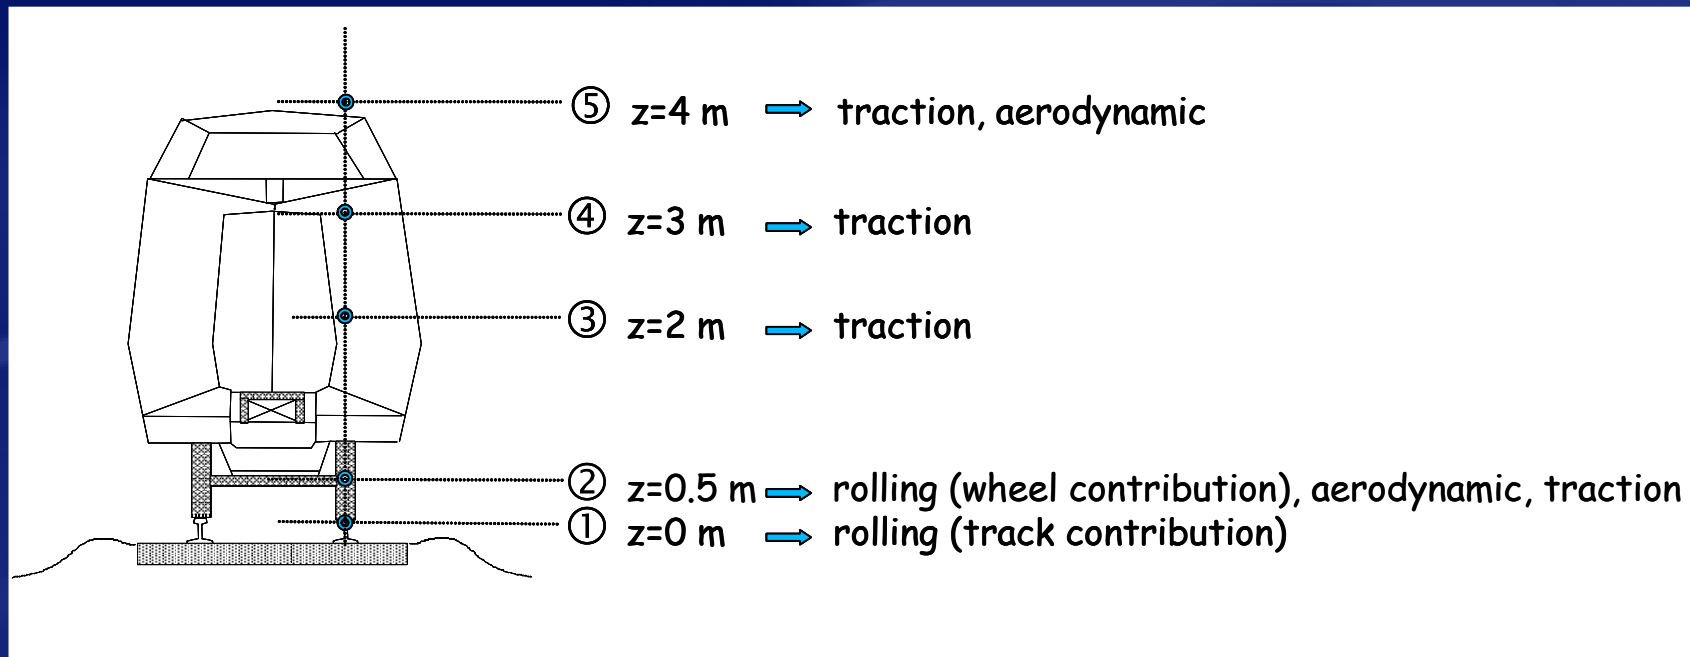 ⑤ z=4 m traction, aerodynamic
④ z=3 m traction
③ z=2 m traction
② z=0.5 m rolling (wheel contribution), aerodynamic, traction
① z=0 m rolling (track contribution)